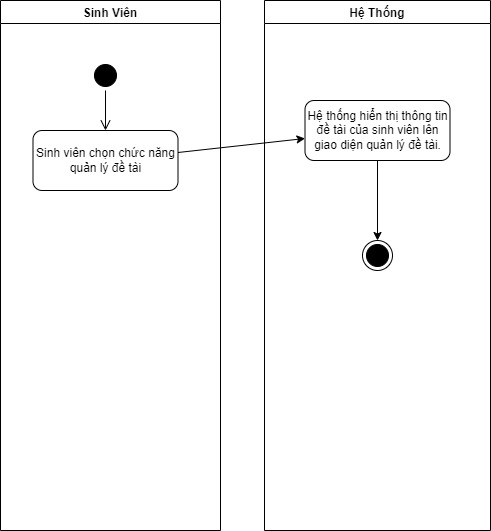 Sinh Viên
Hệ Thống
Sinh viên chọn chức năng
quản lý đề tài
Hệ thống hiển thị thông tin
đề tài của sinh viên lên
giao diện quản lý đề tài.